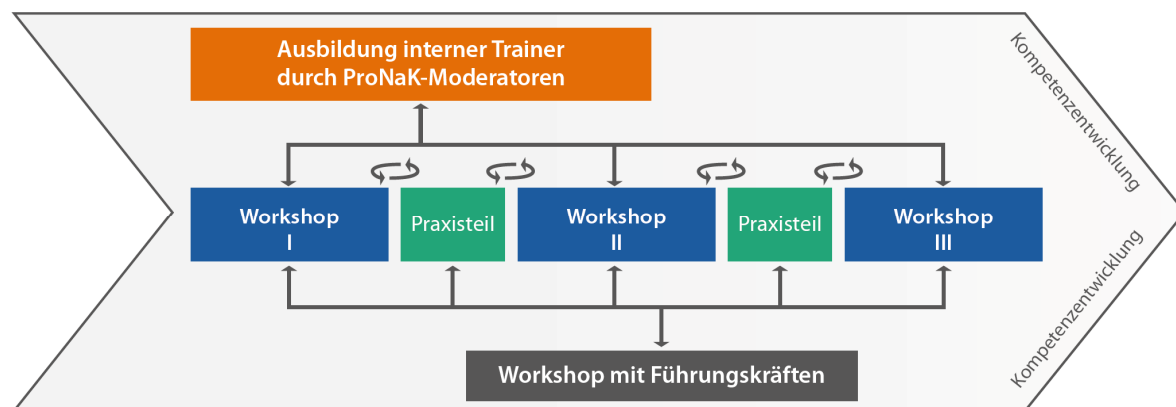 Ausbildung interner Trainer
durch ProNaK-Moderatoren
Kompetenzentwicklung
Workshop
I
Praxisteil
Workshop
II
Praxisteil
Workshop
III
Kompetenzentwicklung
Workshop mit Führungskräften